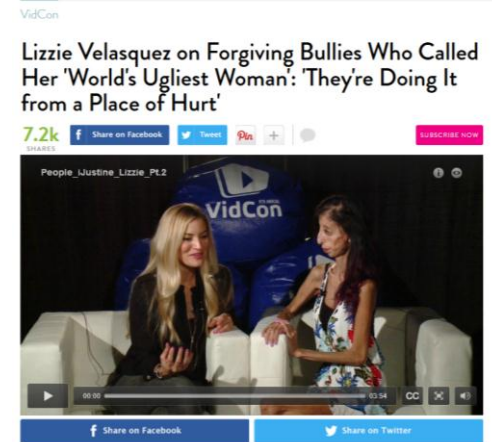 VidCon
Lizzie Velasquez on Forgiving Bullies Who Called
Her 'World's Ugliest Woman': 'They're Doing It
from a Place of Hurt'
7.2k
SHARES
f Share on Facebook
Tweet
Pin
+
SUBSCRIBE NOW
People_iJustine_Lizzie_Pt.2
VidCon
00:00
03:54
CC
f Share on Facebook
Share on Twitter